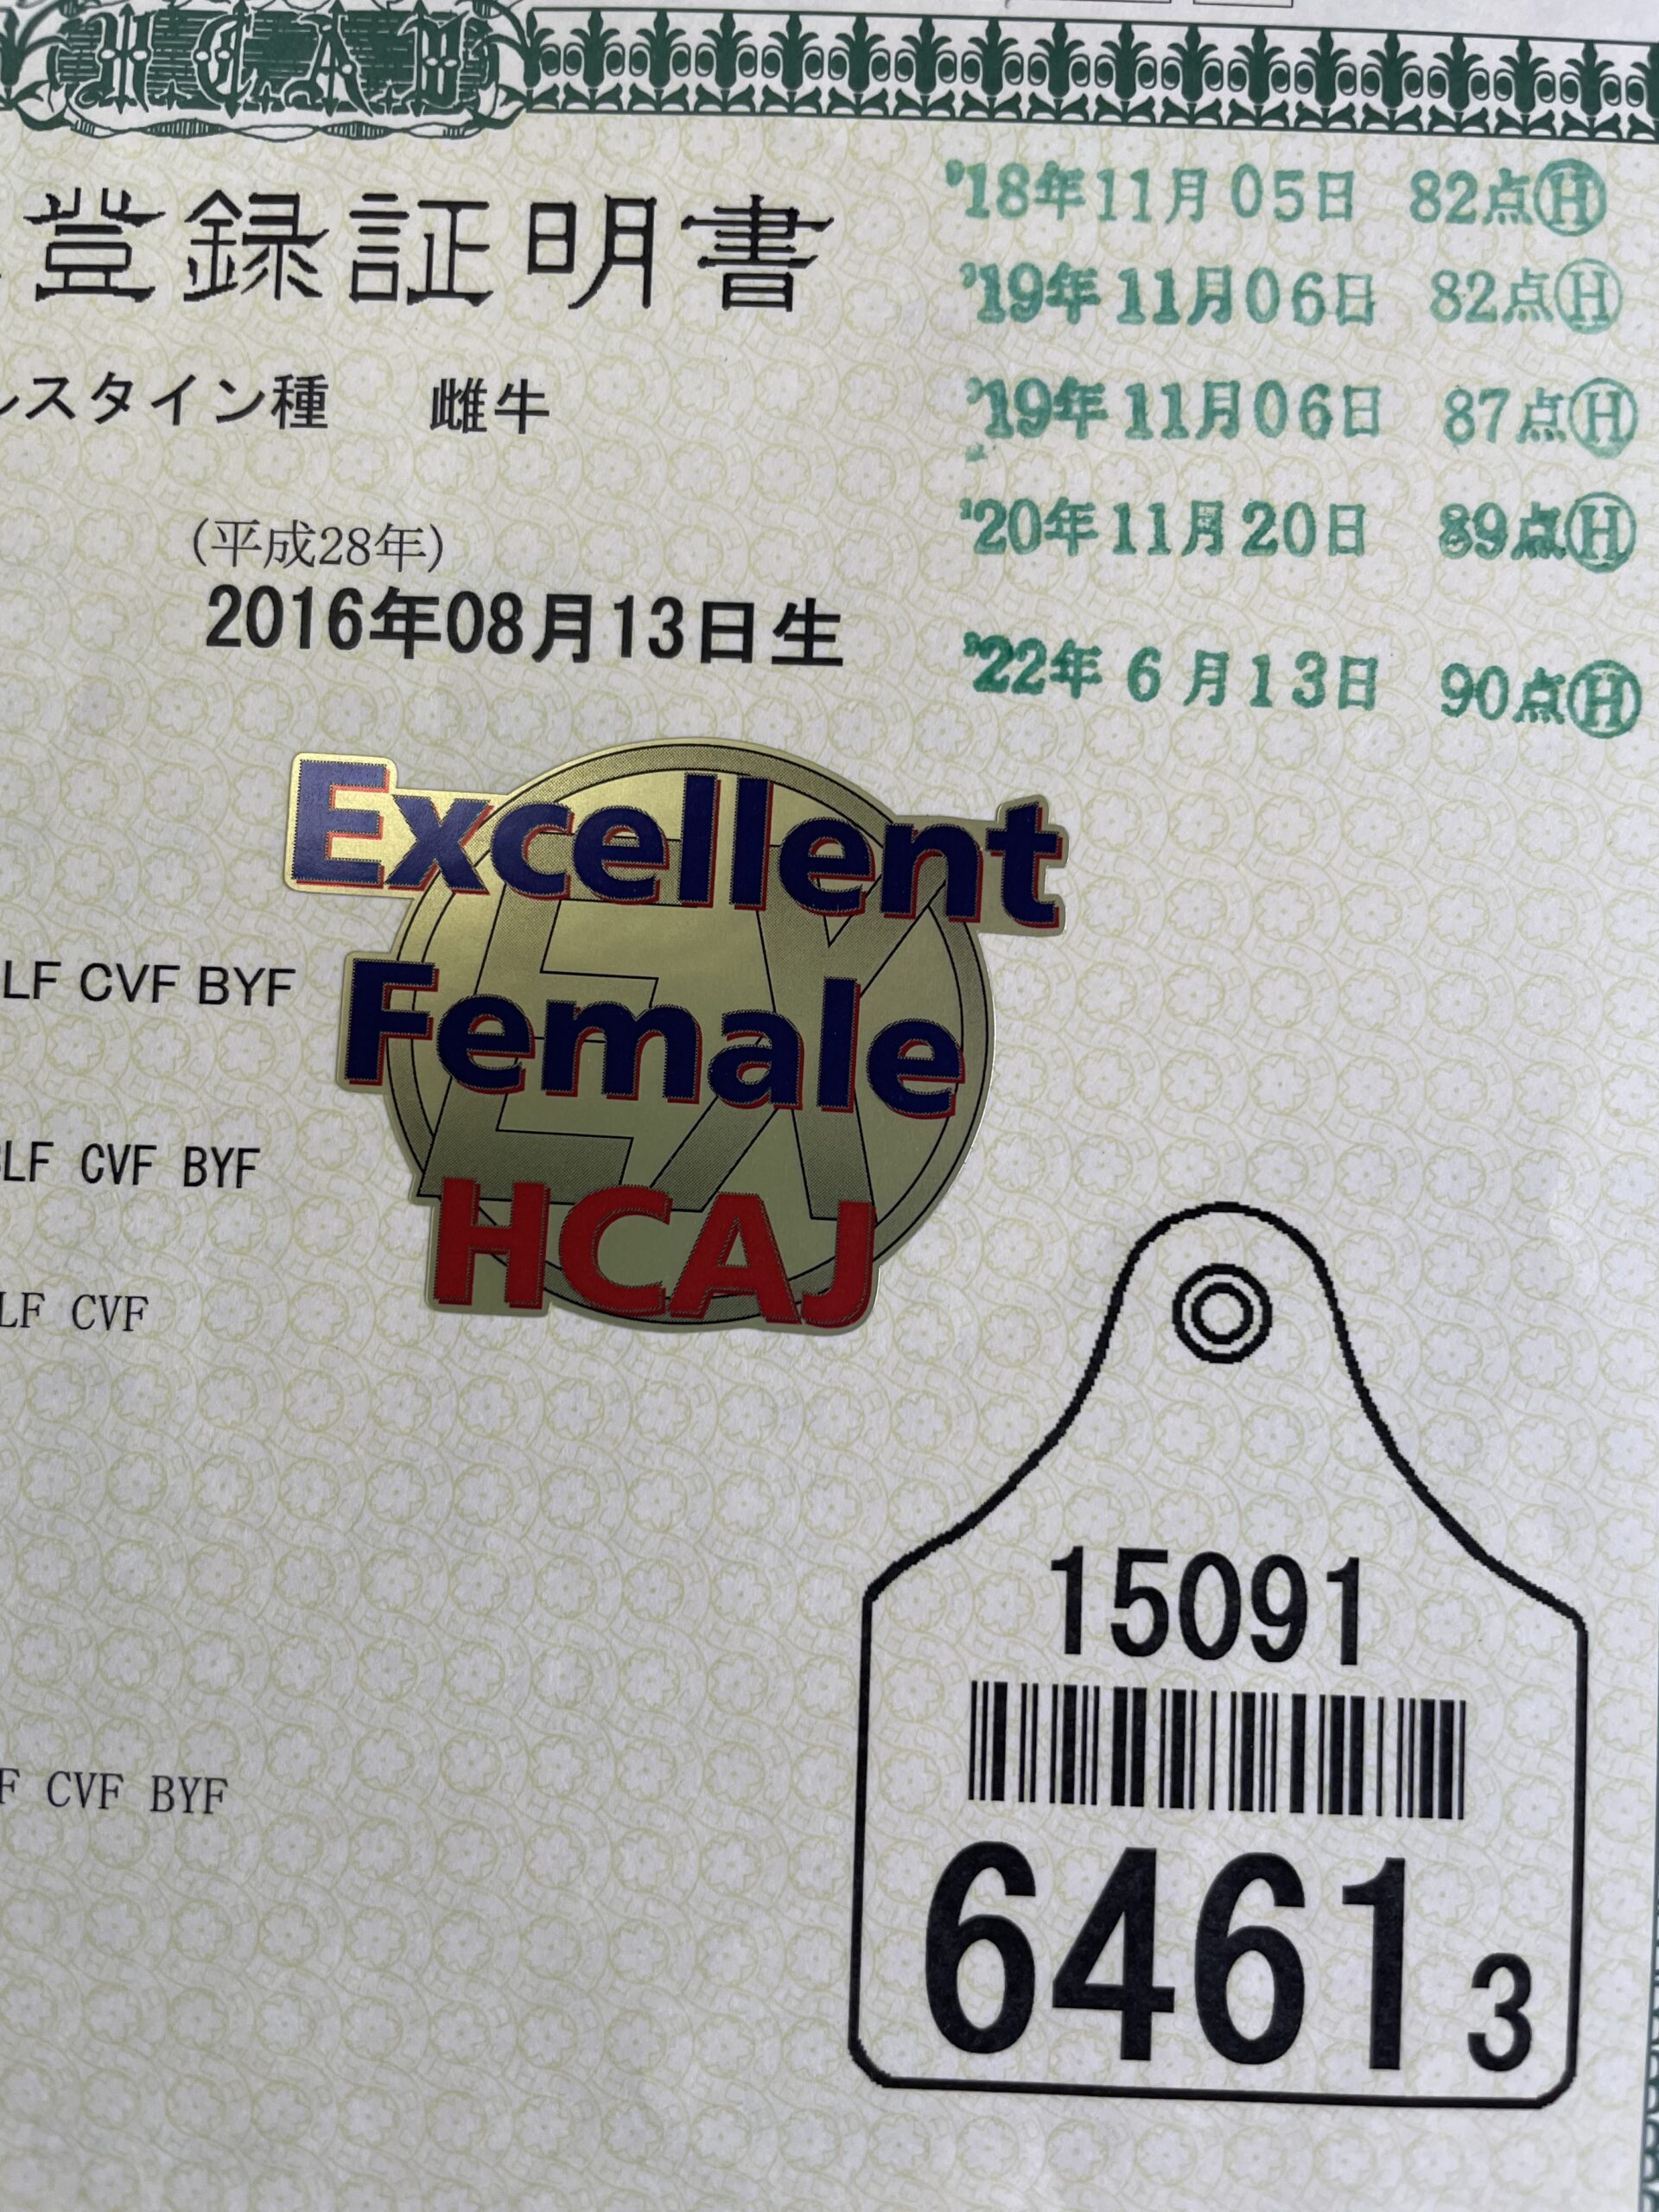 HCAJ
登録証明書
'18年11月05日 82点Ⓗ
'19年11月06日 82点Ⓗ
'19年11月06日 87点Ⓗ
'20年11月20日 89点Ⓗ
'22年6月13日 90点Ⓗ
ルスタイン種 雌牛
(平成28年)
2016年08月13日生
Excellent
Female
EX
HCAJ
LF CVF BYF
LF CVF BYF
LF CVF
F CVF BYF
15091
64613